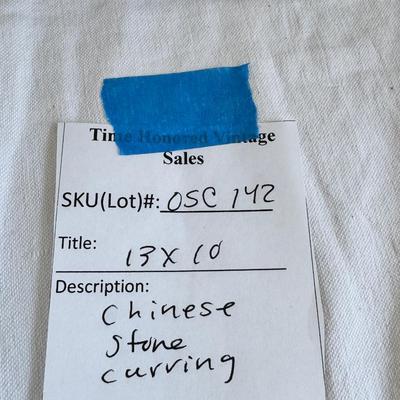 Time Honored Vintage
Sales
SKU(Lot)#: OSC 142
Title: 13 x 10
Description:
Chinese
Stone
Curving